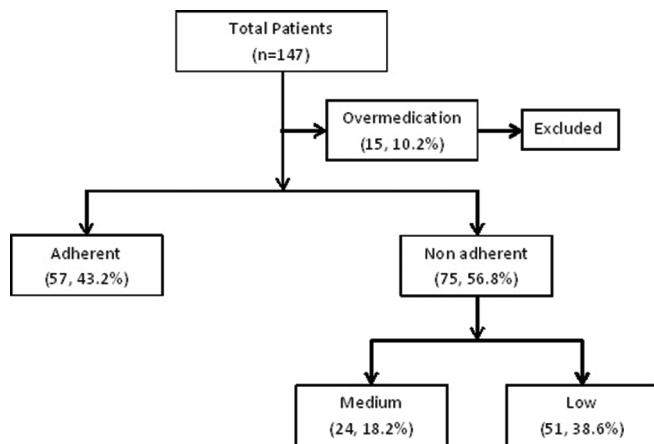 Total Patients
(n=147)
Overmedication
(15, 10.2%)
Excluded
Adherent
(57, 43.2%)
Non adherent
(75, 56.8%)
Medium
(24, 18.2%)
Low
(51, 38.6%)